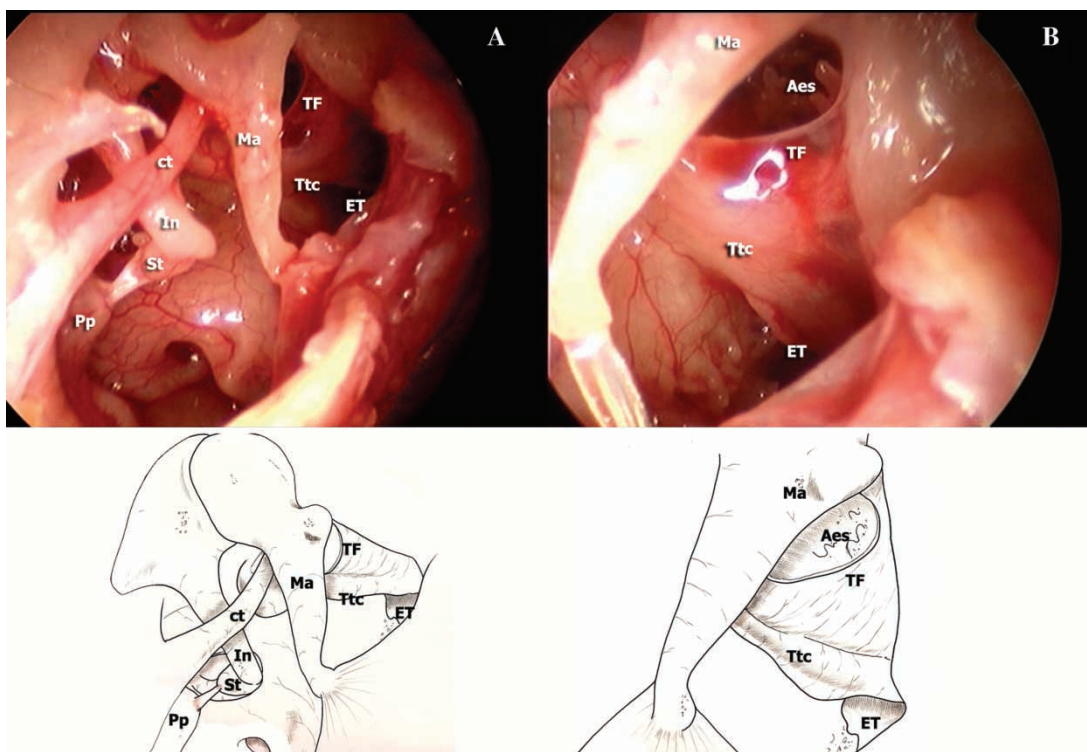 A
B
Ma
Aes
TF
Ma
TF
ct
Ttc
ET
In
Ttc
St
Pp
ET
Ma
Aes
TF
Ma
TF
Ttc
ET
ct
In
Ttc
St
Pp
ET